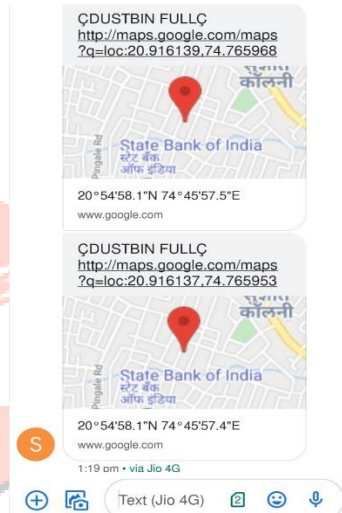 ÇDUSTBIN FULLÇ
http://maps.google.com/maps
?q=loc:20.916139,74.765968
कॉलनी
Pingale Rd
State Bank of India
स्टेट बैंक
ऑफ इंडिया
20°54'58.1"N 74°45'57.5"E
www.google.com
ÇDUSTBIN FULLÇ
http://maps.google.com/maps
?q=loc:20.916137,74.765953
कॉलनी
Pingale Rd
State Bank of India
स्टेट बैंक
ऑफ इंडिया
20°54'58.1"N 74°45'57.4"E
www.google.com
S
1:19 pm • via Jio 4G
Text (Jio 4G)
2